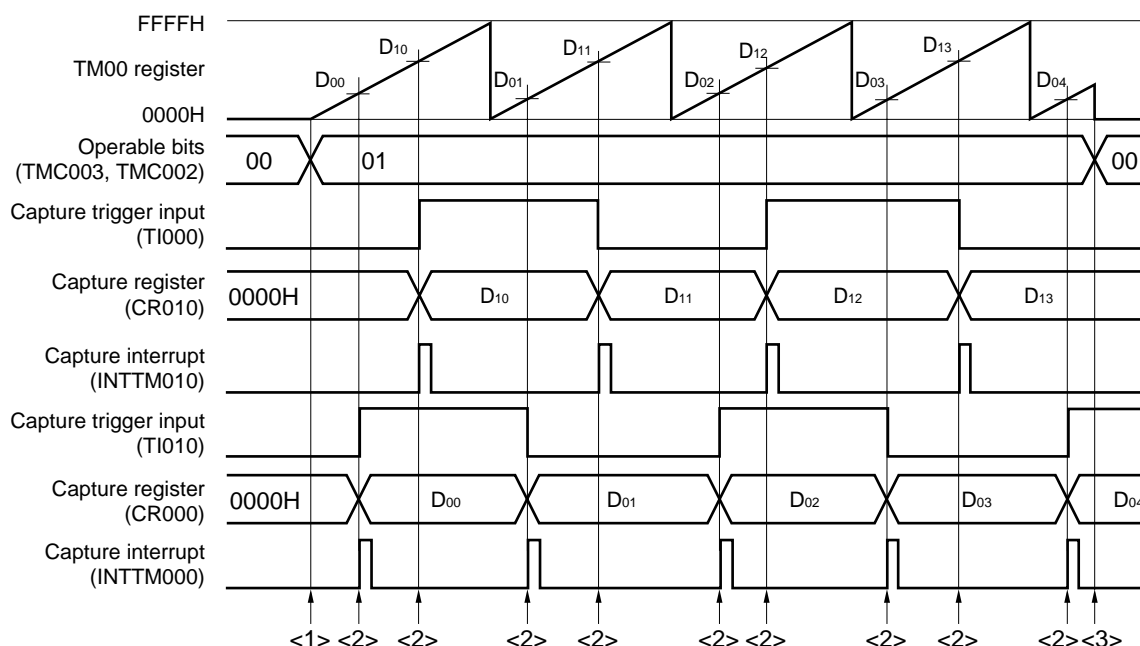 FFFFH
TM00 register
0000H
D00 D10 D01 D11 D02 D12 D03 D13 D04
Operable bits
(TMC003, TMC002)
00 01 00
Capture trigger input
(TI000)
Capture register
(CR010)
0000H D10 D11 D12 D13
Capture interrupt
(INTTM010)
Capture trigger input
(TI010)
Capture register
(CR000)
0000H D00 D01 D02 D03 D04
Capture interrupt
(INTTM000)
<1> <2> <2> <2> <2> <2> <2> <2> <2> <2> <3>